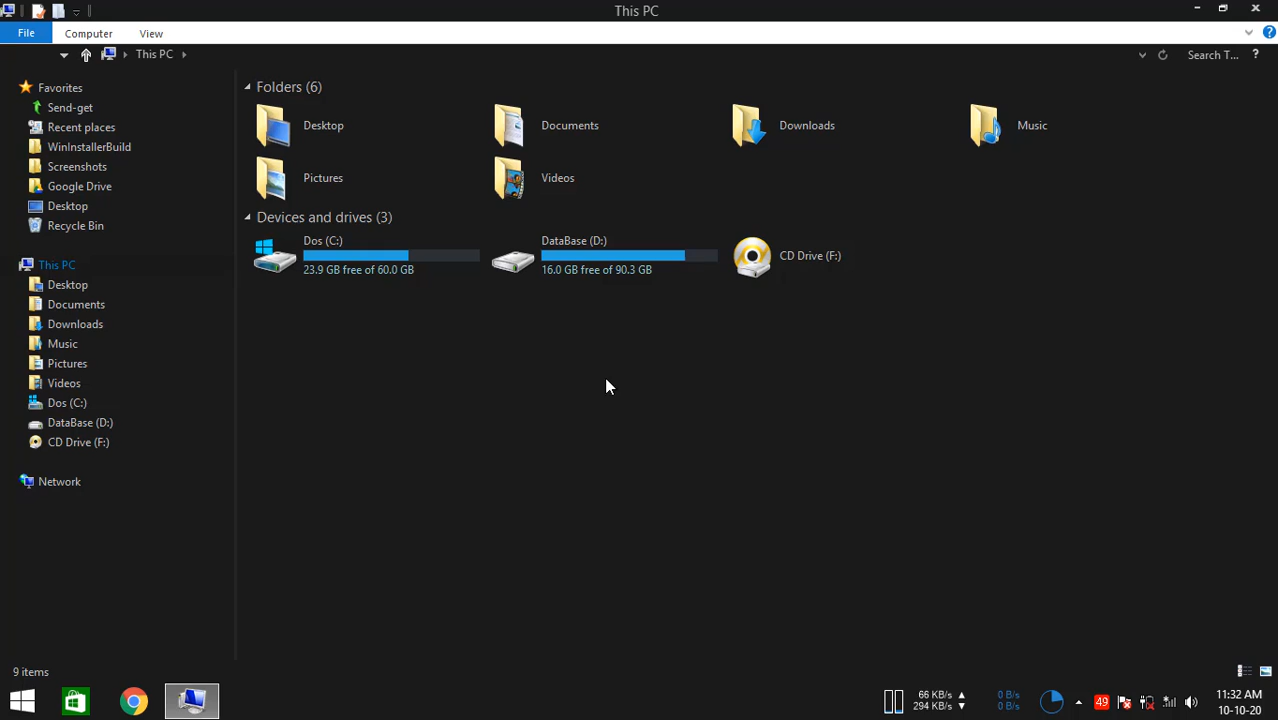 This PC
File Computer View
This PC Search T... ?
Favorites
Send-get
Recent places
WinInstallerBuild
Screenshots
Google Drive
Desktop
Recycle Bin
This PC
Desktop
Documents
Downloads
Music
Pictures
Videos
Dos (C:)
DataBase (D:)
CD Drive (F:)
Network
Folders (6)
Desktop Documents Downloads Music
Pictures Videos
Devices and drives (3)
Dos (C:)
23.9 GB free of 60.0 GB
DataBase (D:)
16.0 GB free of 90.3 GB
CD Drive (F:)
9 items
66 KB/s
294 KB/s
0 B/s
0 B/s
49
11:32 AM
10-10-20